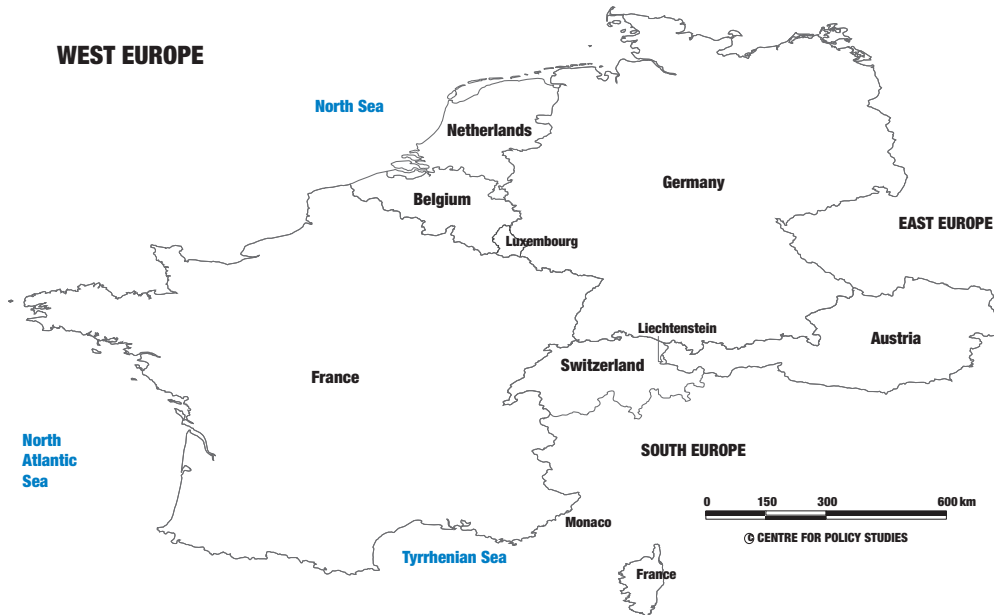 WEST EUROPE
North Sea
Netherlands
Germany
Belgium
EAST EUROPE
Luxembourg
Liechtenstein
Austria
Switzerland
France
North
Atlantic
Sea
SOUTH EUROPE
0 150 300 600 km
Monaco
© CENTRE FOR POLICY STUDIES
Tyrrhenian Sea
France